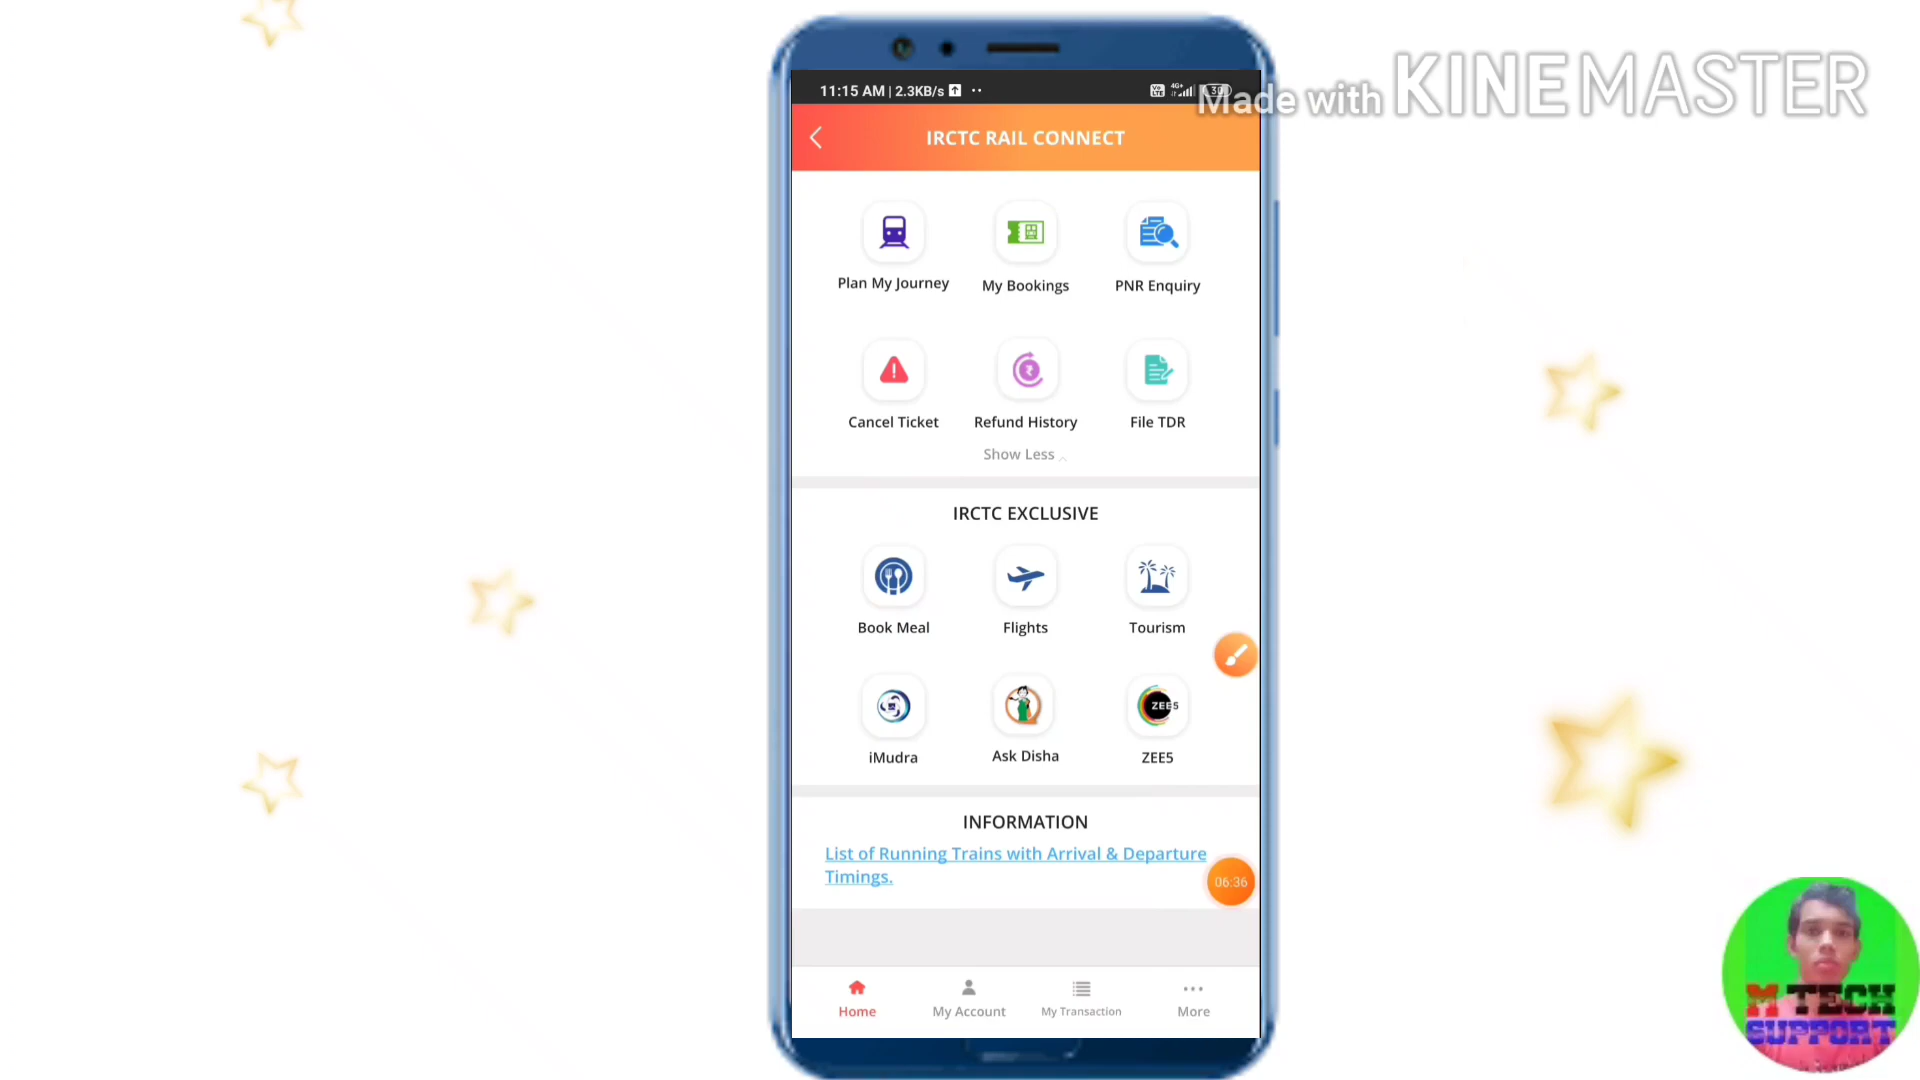 Made with KINEMASTER
11:15 AM | 2.3KB/s
IRCTC RAIL CONNECT
Plan My Journey
My Bookings
PNR Enquiry
Cancel Ticket
Refund History
File TDR
Show Less
IRCTC EXCLUSIVE
Book Meal
Flights
Tourism
ZEE5
iMudra
Ask Disha
ZEE5
INFORMATION
List of Running Trains with Arrival & Departure
Timings.
06:36
Home
My Account
My Transaction
More
M TECH
SUPPORT